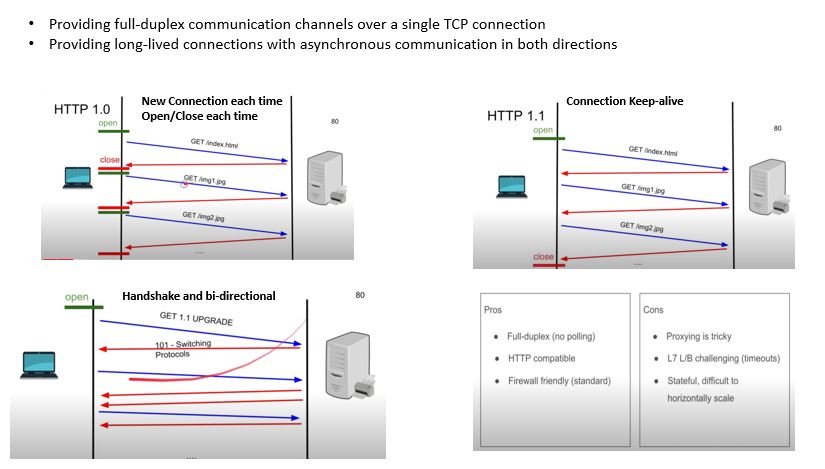 • Providing full-duplex communication channels over a single TCP connection
• Providing long-lived connections with asynchronous communication in both directions
HTTP 1.0
New Connection each time
Open/Close each time
open
80
GET /index.html
close
GET /img1.jpg
GET /img2.jpg
....
Connection Keep-alive
HTTP 1.1
open
80
GET /index.html
GET /img1.jpg
GET /img2.jpg
close
....
open
Handshake and bi-directional
80
GET 1.1 UPGRADE
101 - Switching
Protocols
....
Pros
• Full-duplex (no polling)
• HTTP compatible
• Firewall friendly (standard)
Cons
• Proxying is tricky
• L7 L/B challenging (timeouts)
• Stateful, difficult to
horizontally scale